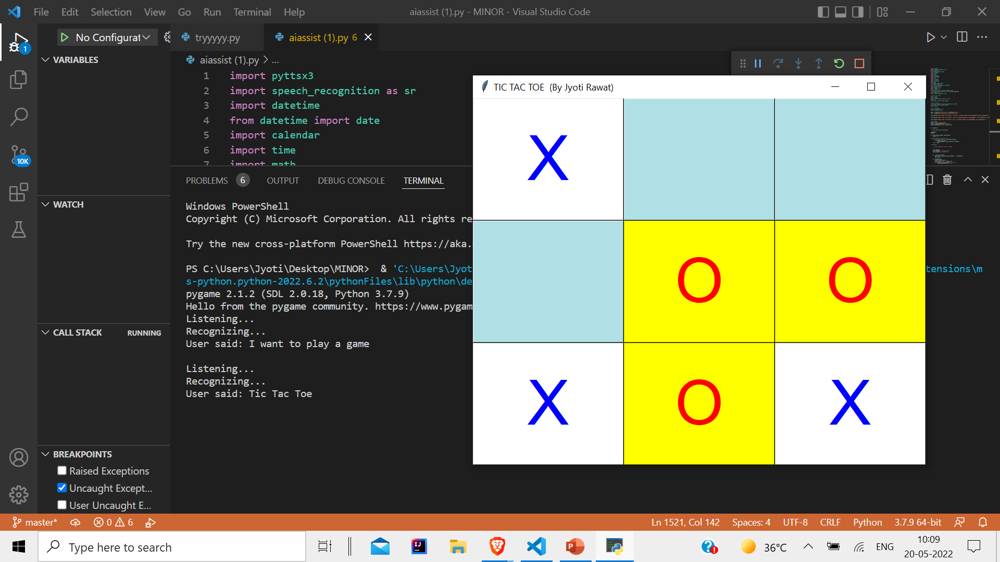 File Edit Selection View Go Run Terminal Help
aiassist (1).py - MINOR - Visual Studio Code
No Configurat
tryyyyy.py
aiassist (1).py 6
1
VARIABLES
aiassist (1).py > ...
1 import pyttsx3
2 import speech_recognition as sr
3 import datetime
4 from datetime import date
5 import calendar
6 import time
7 import math
10K
PROBLEMS 6 OUTPUT DEBUG CONSOLE TERMINAL
WATCH
Windows PowerShell
Copyright (C) Microsoft Corporation. All rights re
Try the new cross-platform PowerShell https://aka.
PS C:\Users\Jyoti\Desktop\MINOR> & 'C:\Users\Jyot
tensions\m
s-python.python-2022.6.2\pythonFiles\lib\python\de
pygame 2.1.2 (SDL 2.0.18, Python 3.7.9)
Hello from the pygame community. https://www.pygam
Listening...
Recognizing...
User said: I want to play a game
Listening...
Recognizing...
User said: Tic Tac Toe
CALL STACK RUNNING
BREAKPOINTS
Raised Exceptions
Uncaught Except...
User Uncaught E...
TIC TAC TOE (By Jyoti Rawat)
X
O O
X O X
master* 0 6
Ln 1521, Col 142 Spaces: 4 UTF-8 CRLF Python 3.7.9 64-bit
Type here to search
IJ
P
36°C
ENG
10:09
20-05-2022